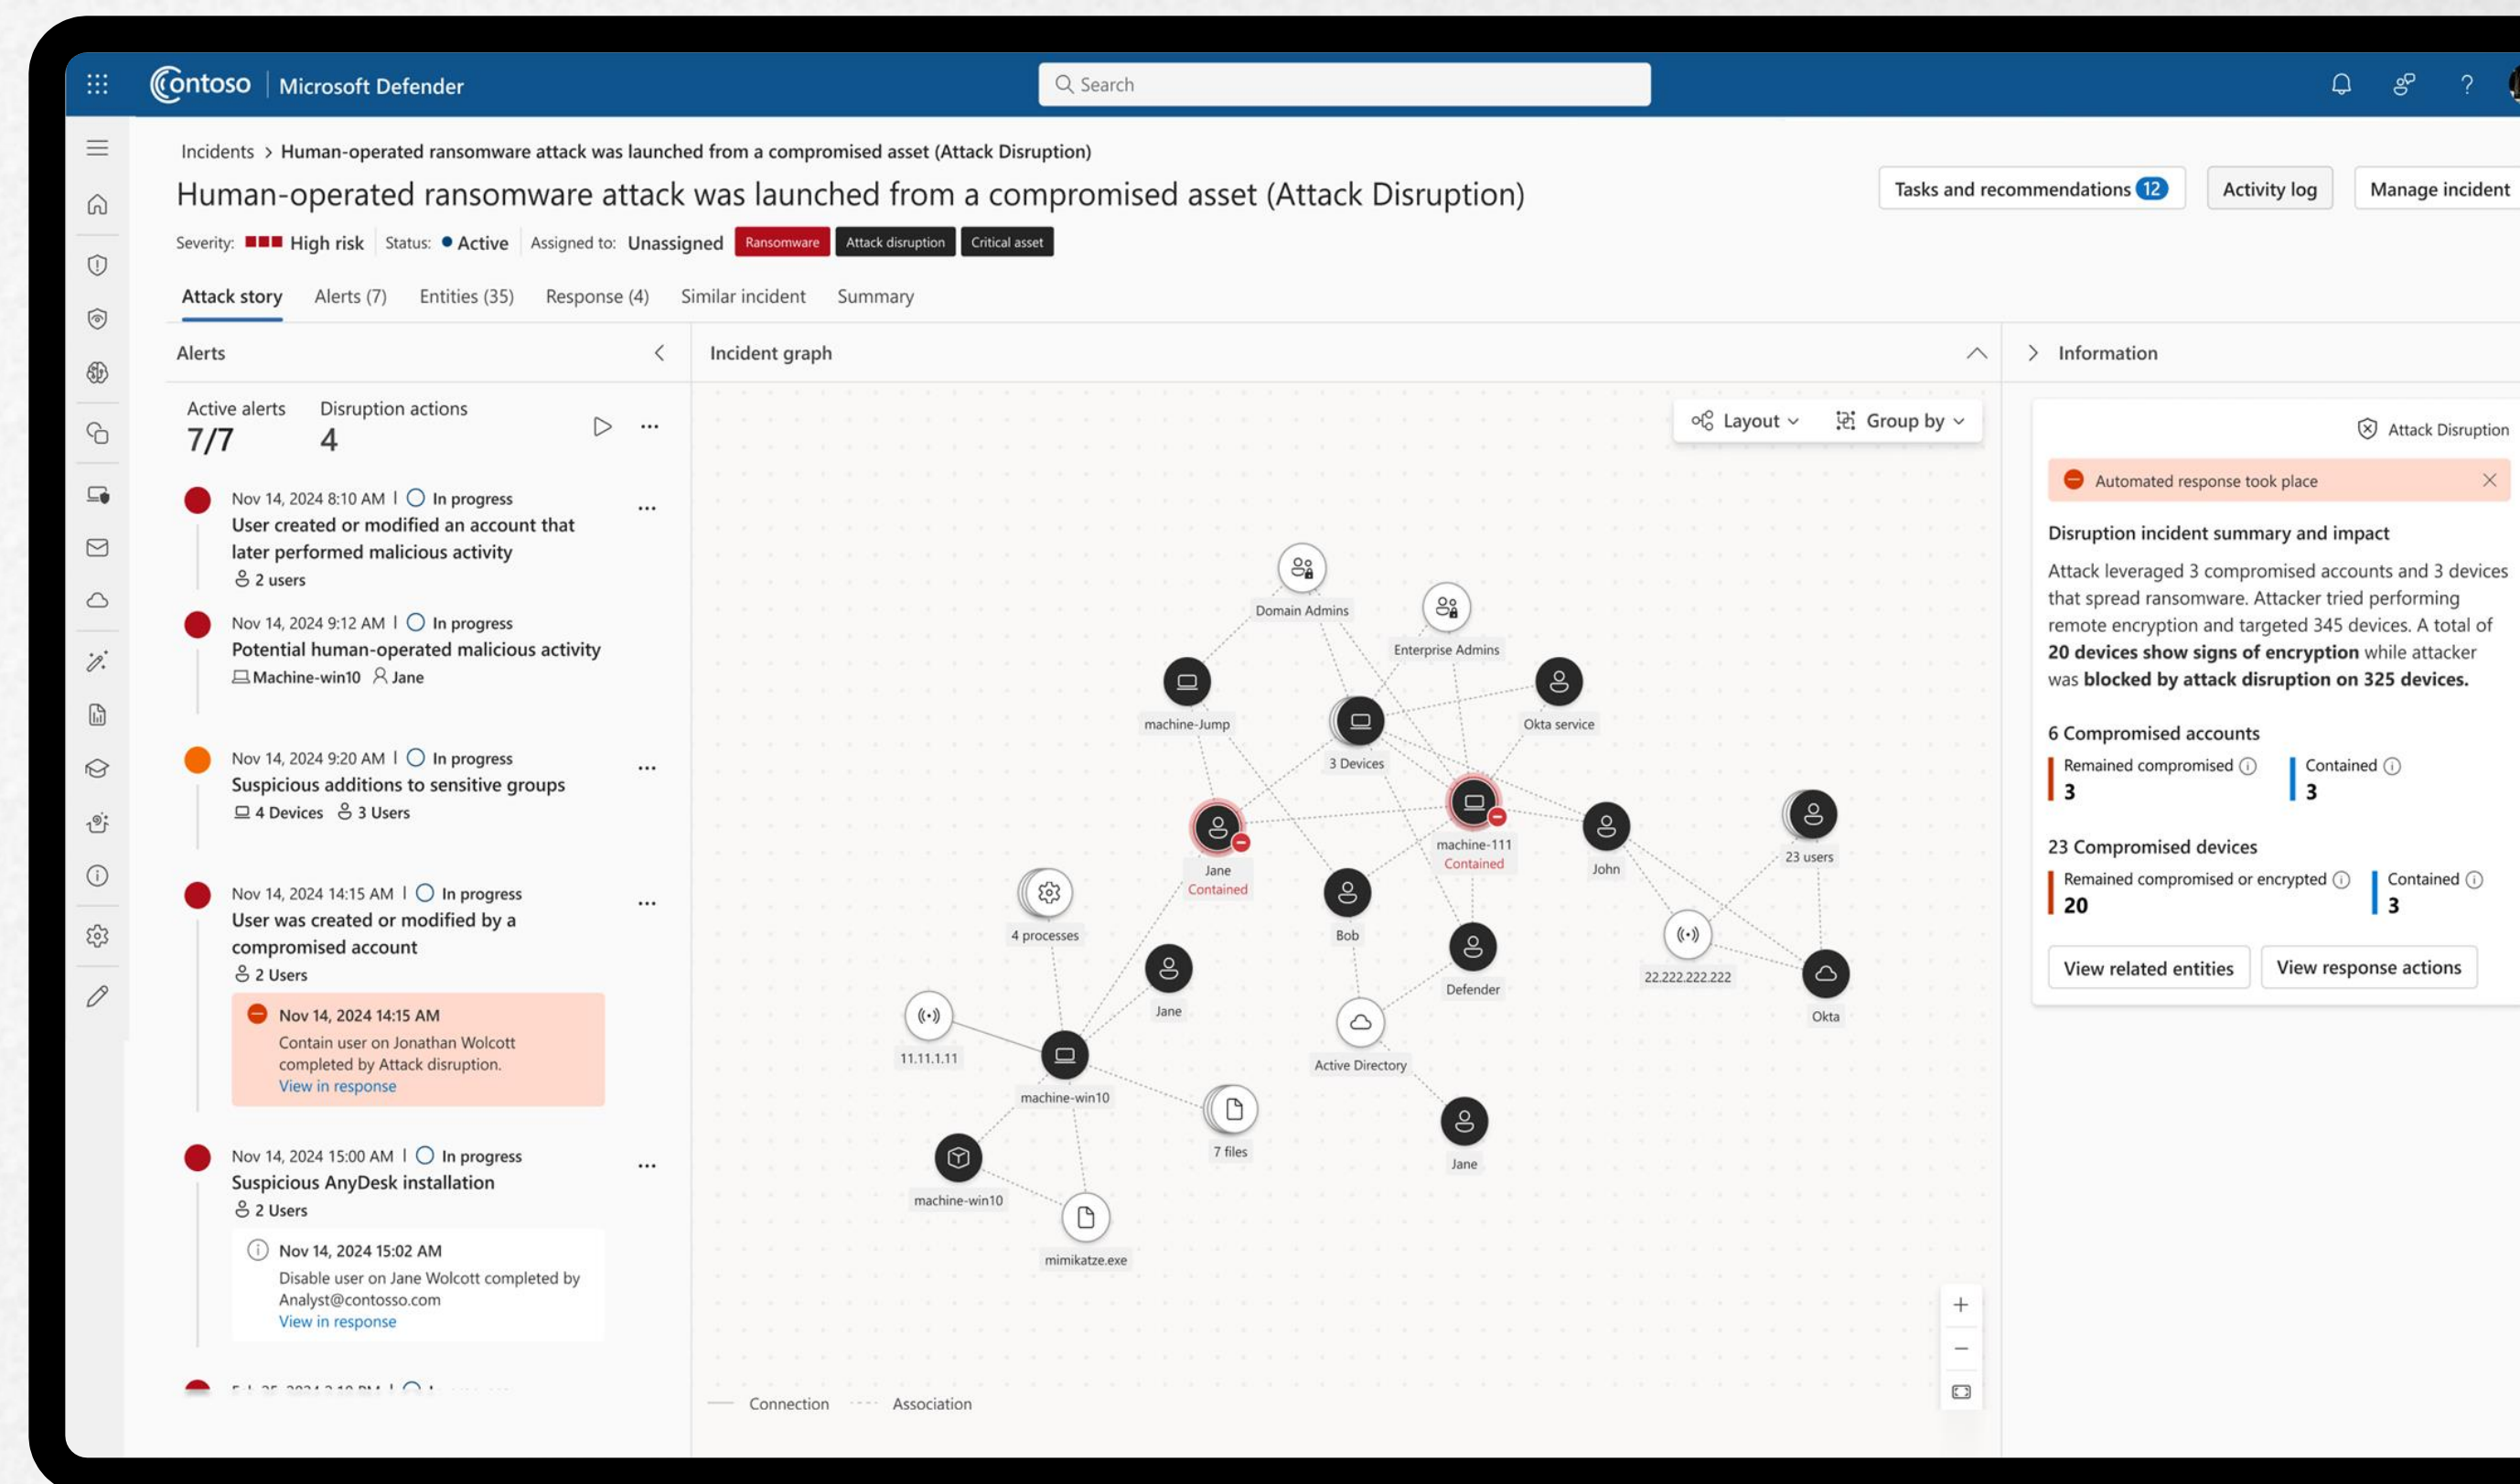 Contoso | Microsoft Defender
Search
Incidents > Human-operated ransomware attack was launched from a compromised asset (Attack Disruption)
Human-operated ransomware attack was launched from a compromised asset (Attack Disruption)
Tasks and recommendations 12
Activity log
Manage incident
Severity: High risk | Status: Active | Assigned to: Unassigned Ransomware Attack disruption Critical asset
Attack story Alerts (7) Entities (35) Response (4) Similar incident Summary
Alerts
Active alerts Disruption actions
7/7 4
Nov 14, 2024 8:10 AM | In progress
User created or modified an account that
later performed malicious activity
2 users
Nov 14, 2024 9:12 AM | In progress
Potential human-operated malicious activity
Machine-win10 Jane
Nov 14, 2024 9:20 AM | In progress
Suspicious additions to sensitive groups
4 Devices 3 Users
Nov 14, 2024 14:15 AM | In progress
User was created or modified by a
compromised account
2 Users
Nov 14, 2024 14:15 AM
Contain user on Jonathan Wolcott
completed by Attack disruption.
View in response
Nov 14, 2024 15:00 AM | In progress
Suspicious AnyDesk installation
2 Users
Nov 14, 2024 15:02 AM
Disable user on Jane Wolcott completed by
Analyst@contosso.com
View in response
Incident graph
Layout
Group by
Domain Admins
Enterprise Admins
machine-Jump
Okta service
3 Devices
machine-111
Contained
Jane
Contained
John
23 users
4 processes
Bob
Defender
22.222.222.222
Jane
Okta
11.11.1.11
Active Directory
machine-win10
7 files
Jane
machine-win10
mimikatze.exe
Connection Association
Information
Attack Disruption
Automated response took place
Disruption incident summary and impact
Attack leveraged 3 compromised accounts and 3 devices
that spread ransomware. Attacker tried performing
remote encryption and targeted 345 devices. A total of
20 devices show signs of encryption while attacker
was blocked by attack disruption on 325 devices.
6 Compromised accounts
Remained compromised Contained
3 3
23 Compromised devices
Remained compromised or encrypted Contained
20 3
View related entities
View response actions